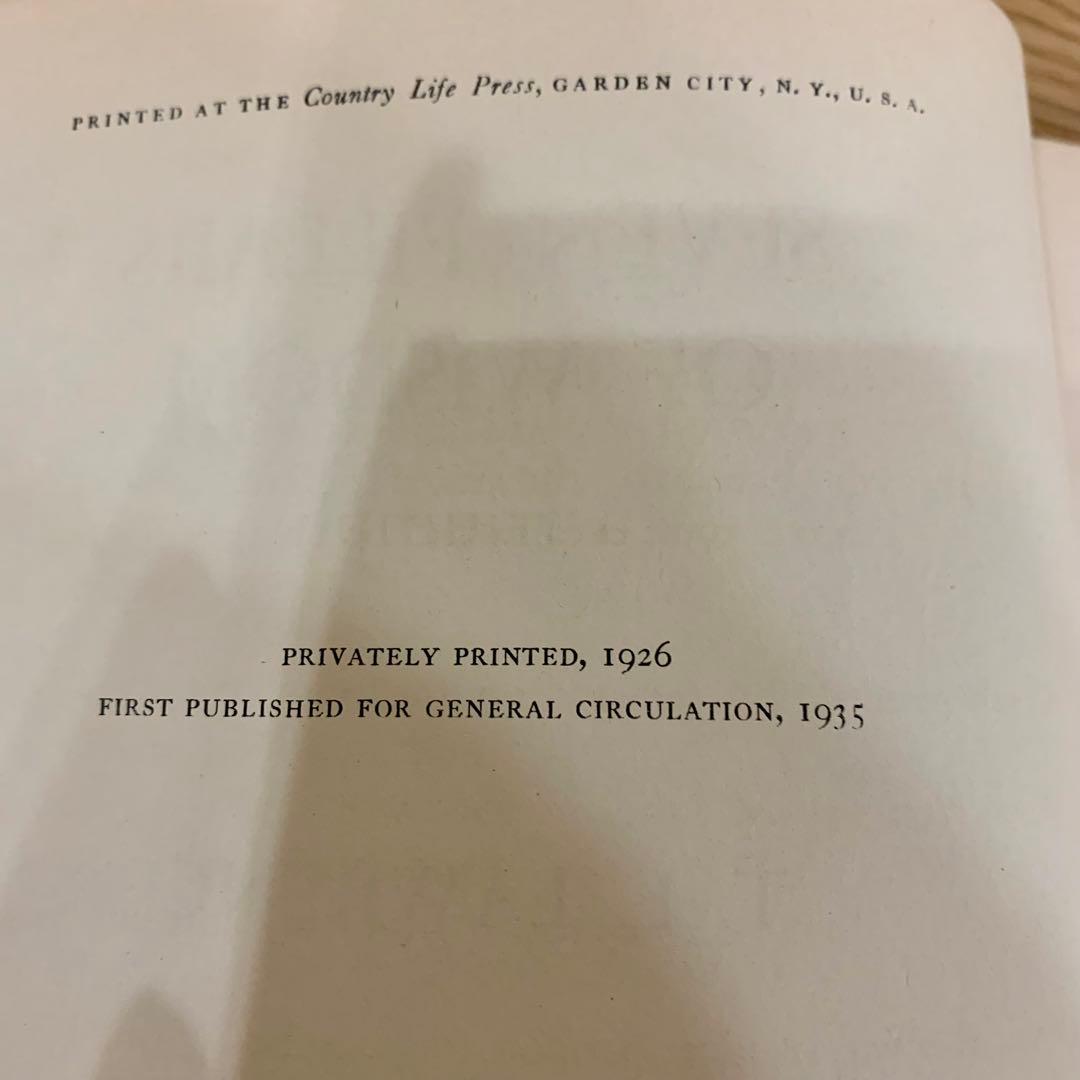 PRINTED AT THE Country Life Press, GARDEN CITY, N. Y., U. S. A.
PRIVATELY PRINTED, 1926
FIRST PUBLISHED FOR GENERAL CIRCULATION, 1935